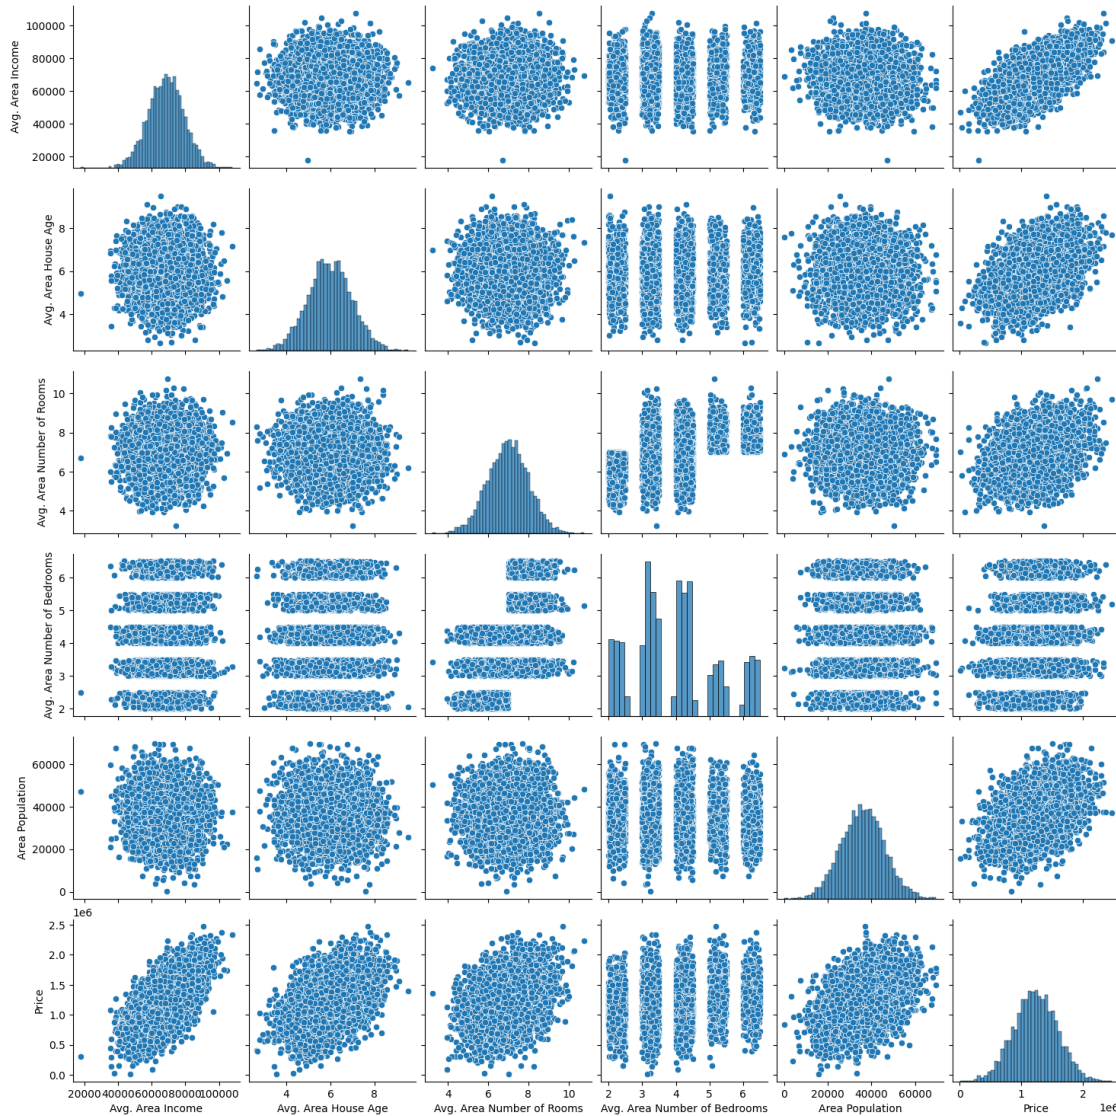 Avg. Area Income
100000
80000
60000
40000
20000
Avg. Area House Age
8
6
4
Avg. Area Number of Rooms
10
8
6
4
Avg. Area Number of Bedrooms
6
5
4
3
2
Area Population
60000
40000
20000
0
1e6
Price
2.5
2.0
1.5
1.0
0.5
0.0
20000 40000 60000 80000 100000
Avg. Area Income
4 6 8
Avg. Area House Age
4 6 8 10
Avg. Area Number of Rooms
2 3 4 5 6
Avg. Area Number of Bedrooms
0 20000 40000 60000
Area Population
0 1 2
Price
1e6